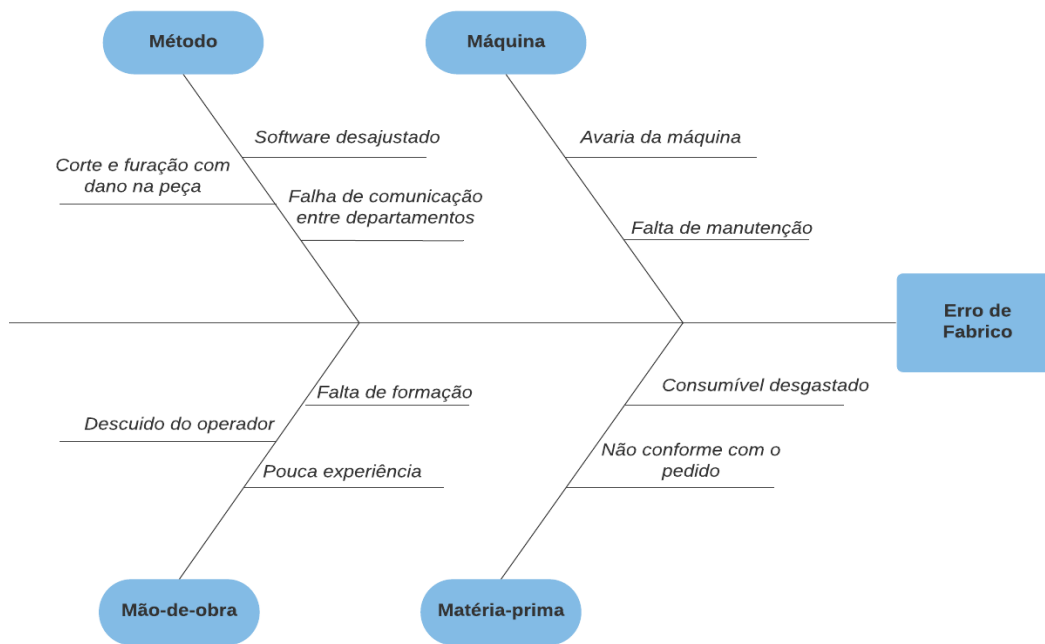 Método
Máquina
Software desajustado
Avaria da máquina
Corte e furação com
dano na peça
Falha de comunicação
entre departamentos
Falta de manutenção
Erro de
Fabrico
Falta de formação
Consumível desgastado
Descuido do operador
Não conforme com o
pedido
Pouca experiência
Mão-de-obra
Matéria-prima